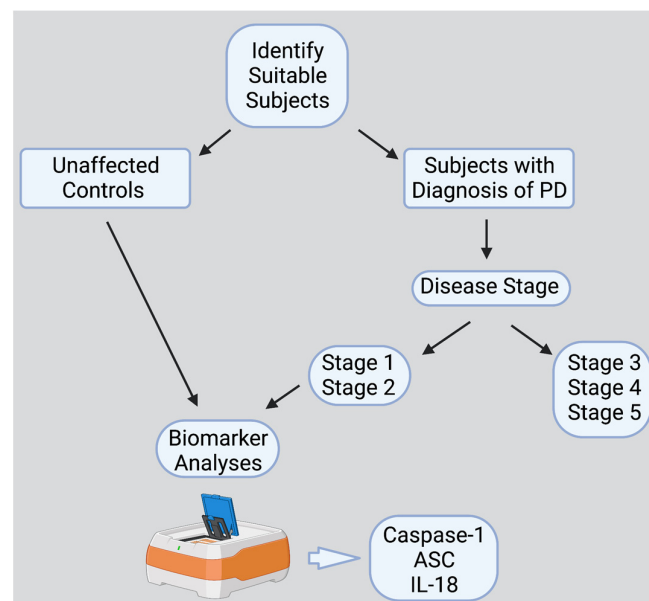 Identify
Suitable
Subjects
Unaffected
Controls
Subjects with
Diagnosis of PD
Disease Stage
Stage 1
Stage 2
Stage 3
Stage 4
Stage 5
Biomarker
Analyses
Caspase-1
ASC
IL-18